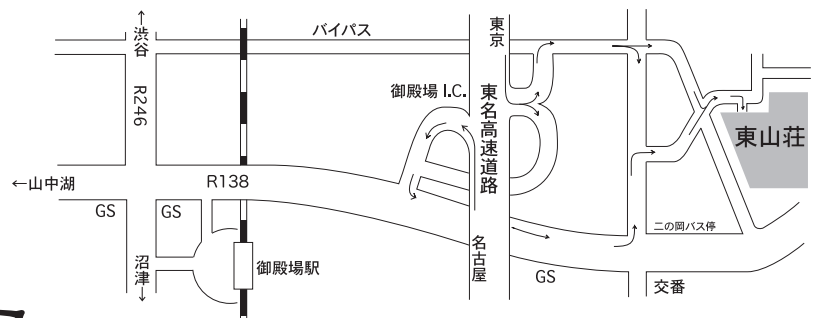 ←渋谷
バイパス
東京
R246
御殿場 I.C.
東名高速道路
東山荘
←山中湖
R138
GS
GS
沼津→
御殿場駅
名古屋
GS
二の岡バス停
交番